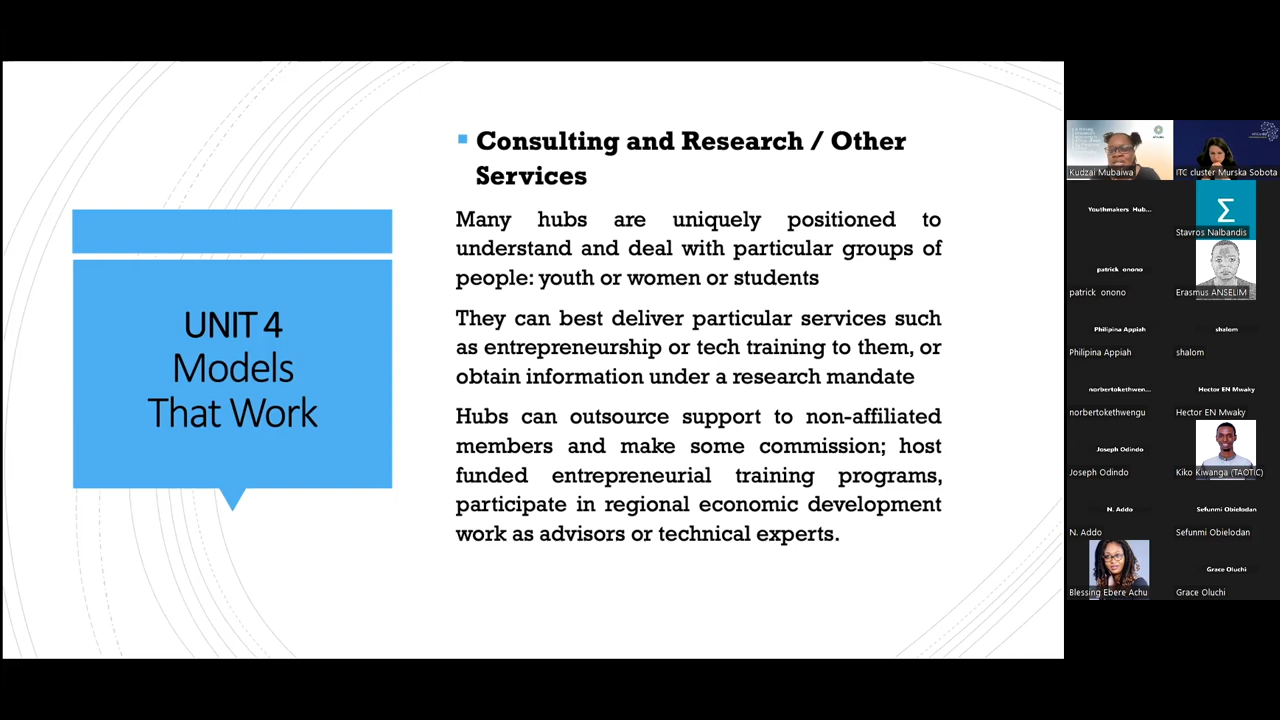 UNIT 4
Models
That Work
Consulting and Research / Other
Services
Many hubs are uniquely positioned to
understand and deal with particular groups of
people: youth or women or students
They can best deliver particular services such
as entrepreneurship or tech training to them, or
obtain information under a research mandate
Hubs can outsource support to non-affiliated
members and make some commission; host
funded entrepreneurial training programs,
participate in regional economic development
work as advisors or technical experts.
Kudzai Mubaiwa
ITC cluster Murska Sobota
Youthmakers Hub...
Σ
Stavros Nalbandis
patrick onono
patrick onono
Erasmus ANSELIM
Philipina Appiah
Philipina Appiah
shalom
shalom
norbertokethwen...
norbertokethwengu
Hector EN Mwaky
Hector EN Mwaky
Joseph Odindo
Joseph Odindo
Kiko Kiwanga (TAOTIC)
N. Addo
N. Addo
Sefunmi Obielodan
Sefunmi Obielodan
Blessing Ebere Achu
Grace Oluchi
Grace Oluchi